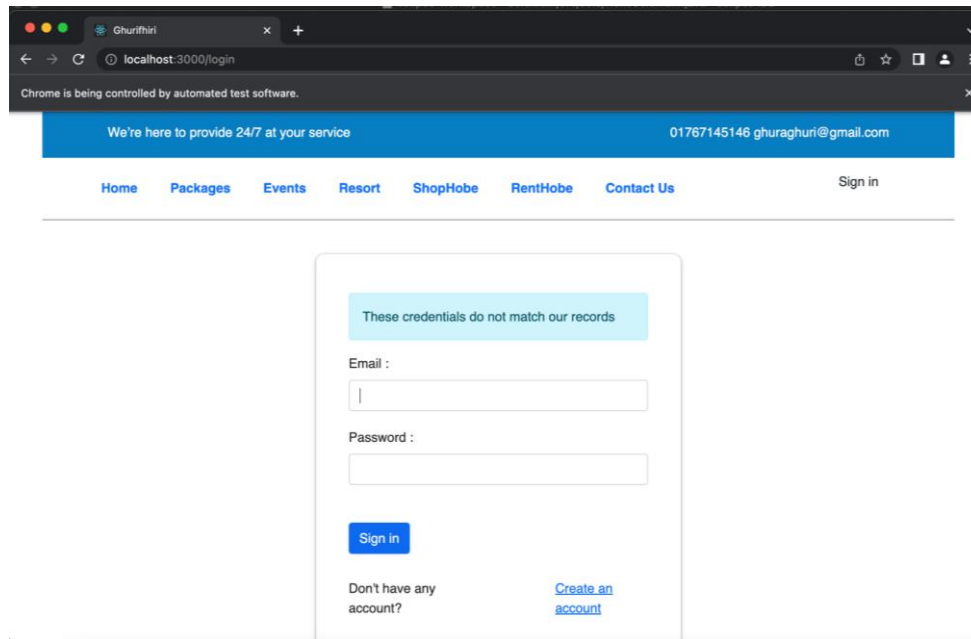 Ghurifhiri
localhost:3000/login
Chrome is being controlled by automated test software.
We're here to provide 24/7 at your service
01767145146 ghuraghuri@gmail.com
Home Packages Events Resort ShopHobe RentHobe Contact Us Sign in
These credentials do not match our records
Email :
Password :
Sign in
Don't have any
account?
Create an
account